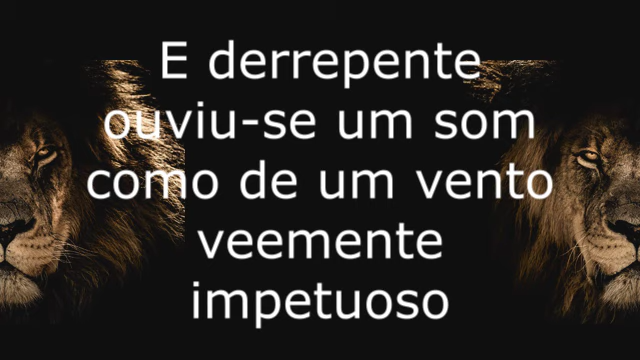 E derrepente
ouviu-se um som
como de um vento
veemente
impetuoso